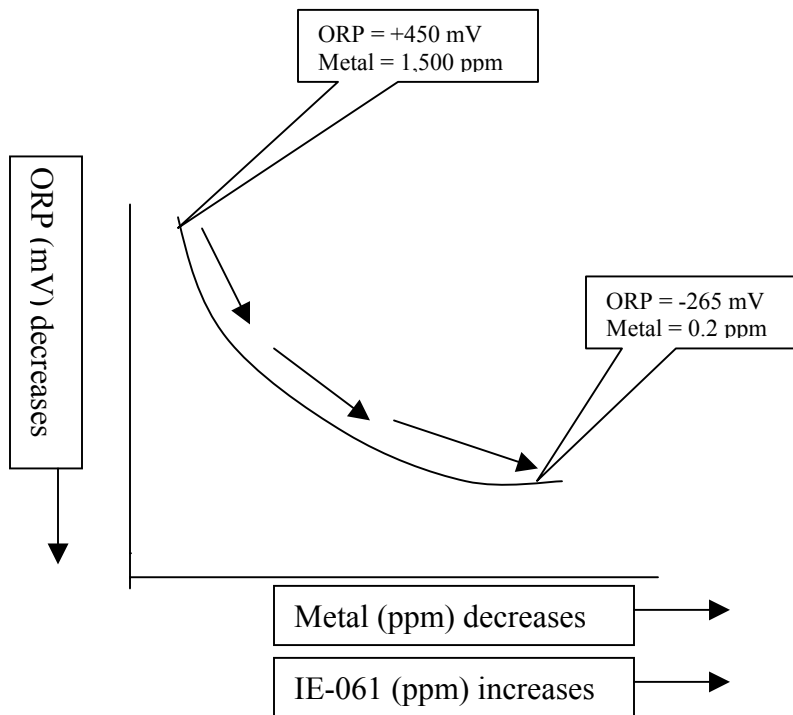 ORP = +450 mV
Metal = 1,500 ppm
ORP (mV) decreases
ORP = -265 mV
Metal = 0.2 ppm
Metal (ppm) decreases
IE-061 (ppm) increases